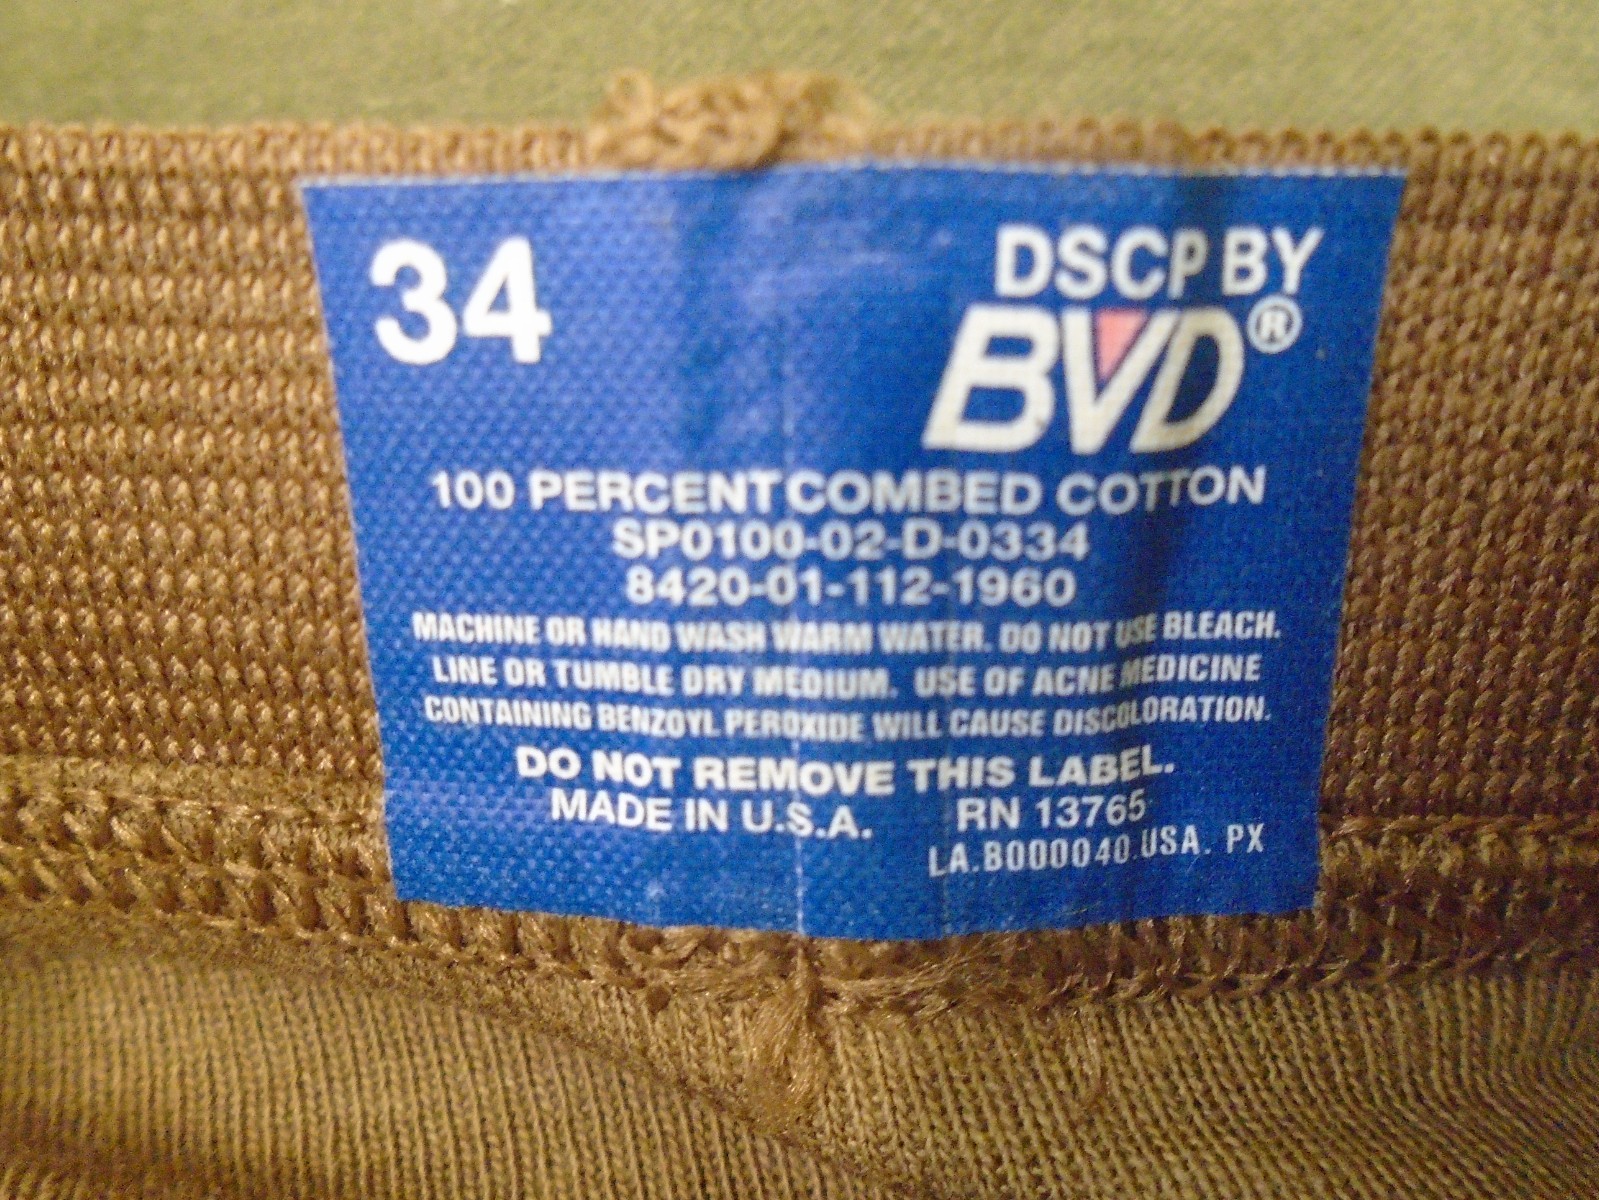 34
DSCP BY
BVD®
100 PERCENT COMBED COTTON
SP0100-02-D-0334
8420-01-112-1960
MACHINE OR HAND WASH WARM WATER. DO NOT USE BLEACH.
LINE OR TUMBLE DRY MEDIUM. USE OF ACNE MEDICINE
CONTAINING BENZOYL PEROXIDE WILL CAUSE DISCOLORATION.
DO NOT REMOVE THIS LABEL.
MADE IN U.S.A. RN 13765
LA.B000040.USA. PX